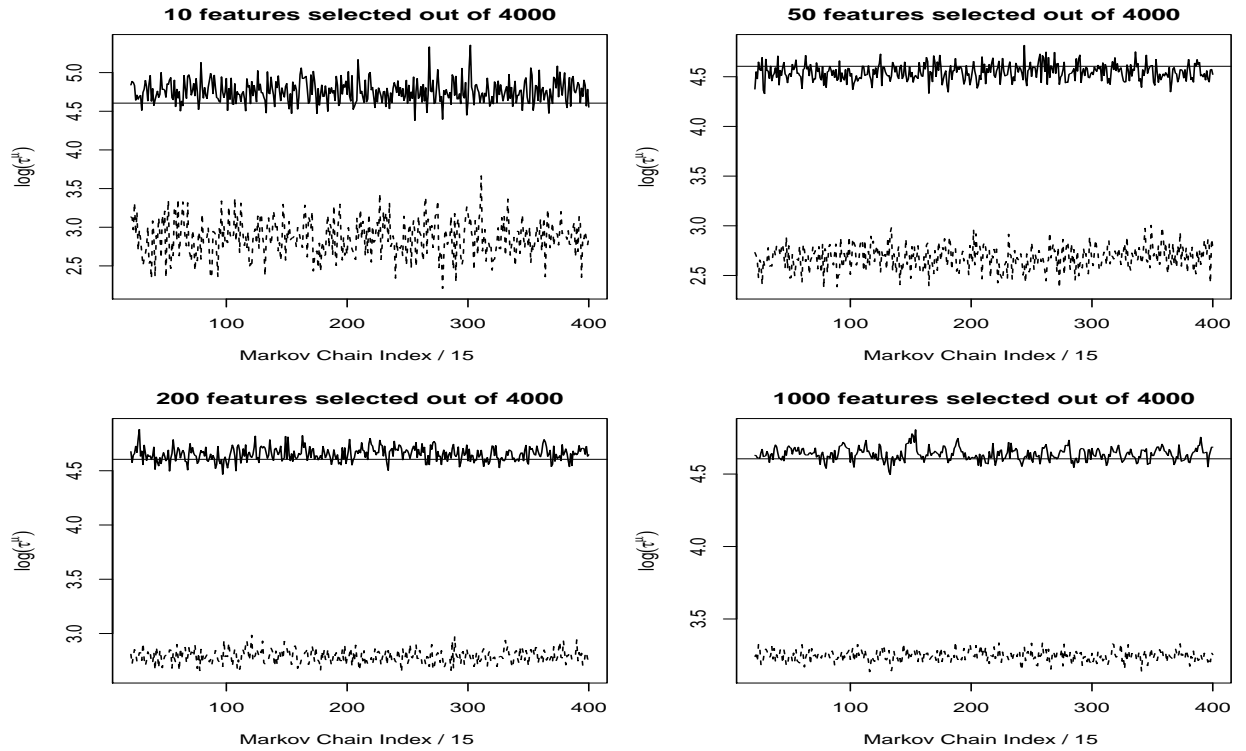 10 features selected out of 4000
log(τ^μ)
5.0
4.5
4.0
3.5
3.0
2.5
100
200
300
400
Markov Chain Index / 15
50 features selected out of 4000
log(τ^μ)
4.5
4.0
3.5
3.0
2.5
100
200
300
400
Markov Chain Index / 15
200 features selected out of 4000
log(τ^μ)
4.5
4.0
3.5
3.0
100
200
300
400
Markov Chain Index / 15
1000 features selected out of 4000
log(τ^μ)
4.5
4.0
3.5
100
200
300
400
Markov Chain Index / 15